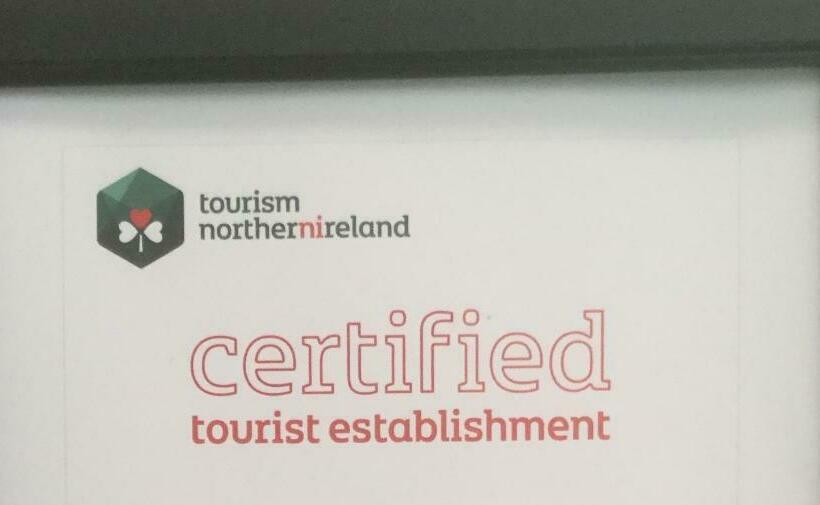 tourism
northernireland
certified
tourist establishment